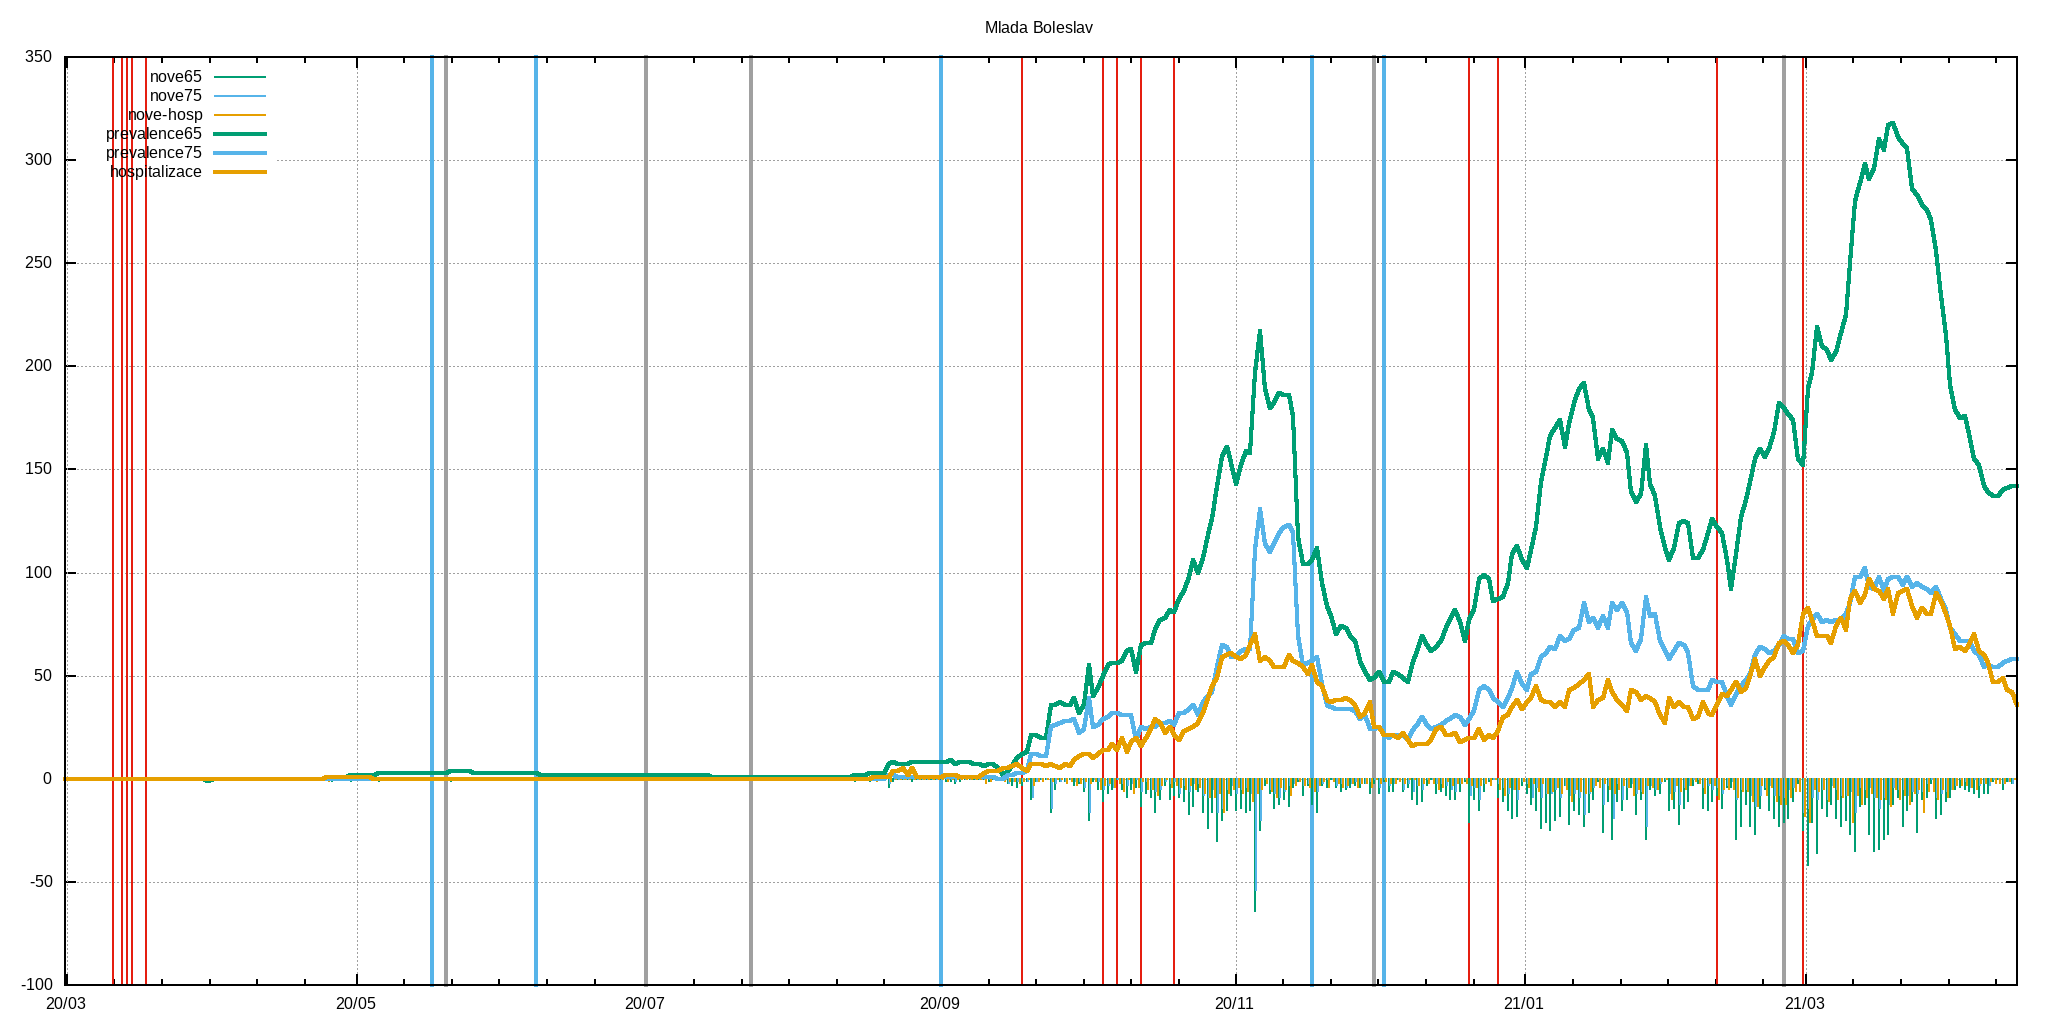 Mlada Boleslav
350
300
250
200
150
100
50
0
-50
-100
nove65
nove75
nove-hosp
prevalence65
prevalence75
hospitalizace
20/03 20/05 20/07 20/09 20/11 21/01 21/03